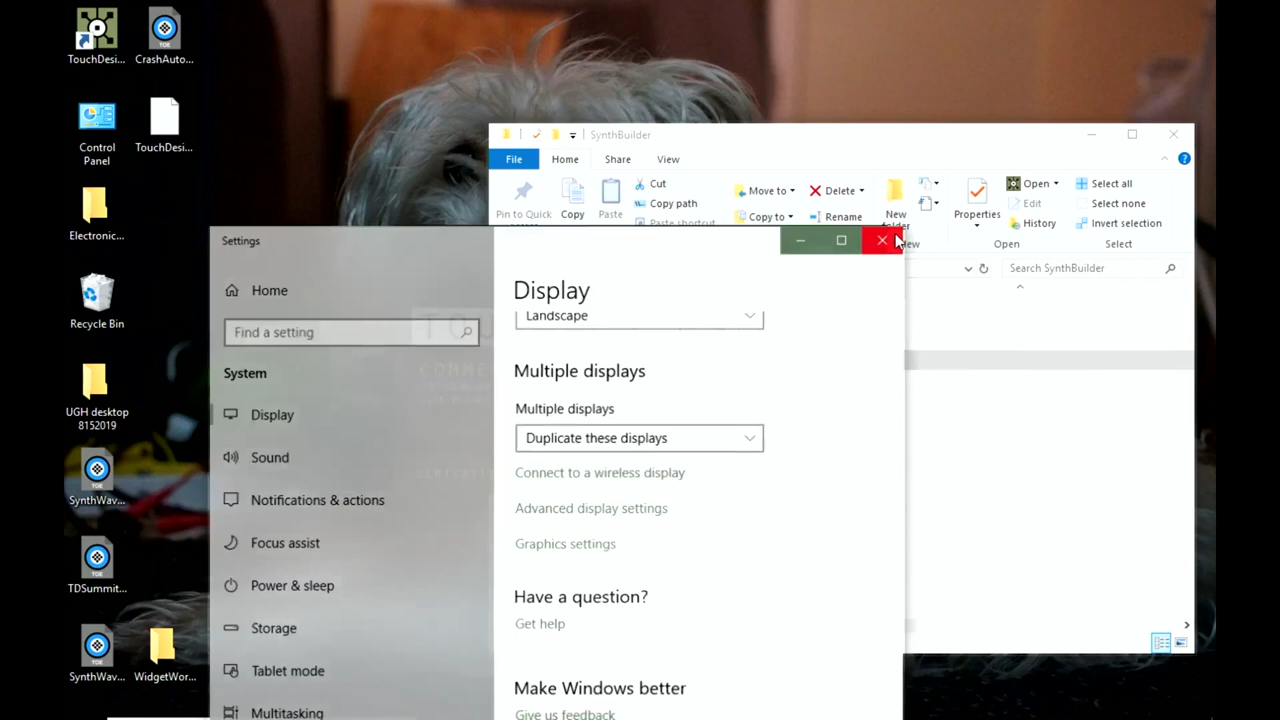 TouchDesi...
CrashAuto...
Control
Panel
TouchDesi...
Electronic...
Recycle Bin
UGH desktop
8152019
SynthWav...
TDSummit...
SynthWav...
WidgetWor...
SynthBuilder
File
Home
Share
View
Pin to Quick
Copy
Paste
Cut
Copy path
Paste shortcut
Move to
Copy to
Delete
Rename
New
folder
Properties
Open
Edit
History
Open
Select all
Select none
Invert selection
Select
Search SynthBuilder
Settings
Home
Find a setting
System
Display
Sound
Notifications & actions
Focus assist
Power & sleep
Storage
Tablet mode
Multitasking
Display
Landscape
Multiple displays
Multiple displays
Duplicate these displays
Connect to a wireless display
Advanced display settings
Graphics settings
Have a question?
Get help
Make Windows better
Give us feedback